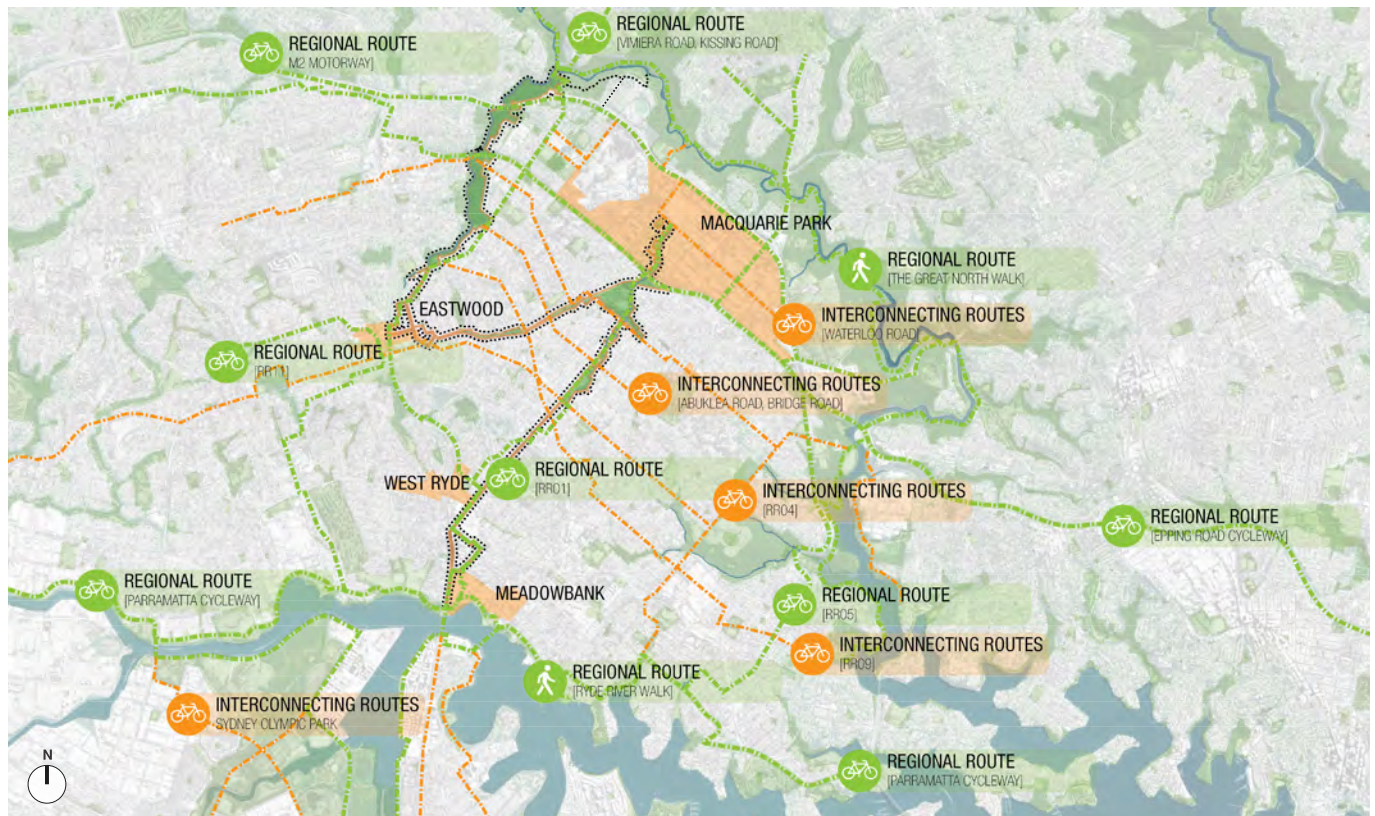 REGIONAL ROUTE
[VIMIERA ROAD, KISSING ROAD]
REGIONAL ROUTE
M2 MOTORWAY]
MACQUARIE PARK
REGIONAL ROUTE
[THE GREAT NORTH WALK]
EASTWOOD
INTERCONNECTING ROUTES
[WATERLOO ROAD]
REGIONAL ROUTE
[RR11]
INTERCONNECTING ROUTES
[ABUKLEA ROAD, BRIDGE ROAD]
WEST RYDE
REGIONAL ROUTE
[RR01]
INTERCONNECTING ROUTES
[RR04]
REGIONAL ROUTE
[EPPING ROAD CYCLEWAY]
REGIONAL ROUTE
[PARRAMATTA CYCLEWAY]
MEADOWBANK
REGIONAL ROUTE
[RR05]
INTERCONNECTING ROUTES
[RR09]
REGIONAL ROUTE
[RYDE RIVER WALK]
INTERCONNECTING ROUTES
SYDNEY OLYMPIC PARK
N
REGIONAL ROUTE
[PARRAMATTA CYCLEWAY]